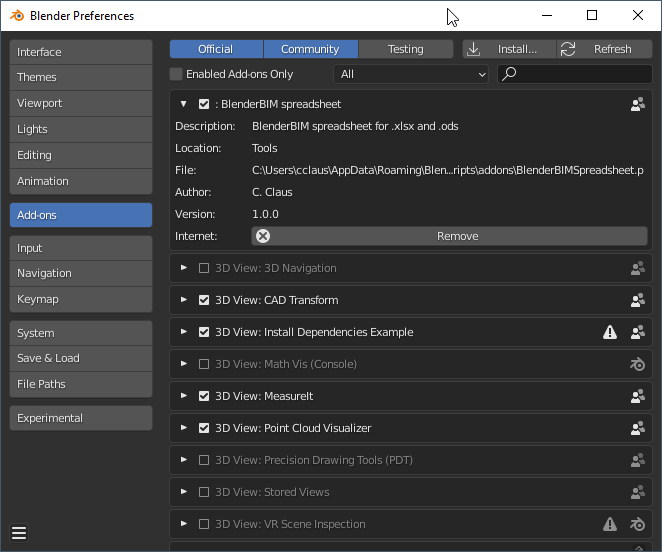 Blender Preferences
Interface
Themes
Viewport
Lights
Editing
Animation
Add-ons
Input
Navigation
Keymap
System
Save & Load
File Paths
Experimental
Official Community Testing Install... Refresh
Enabled Add-ons Only All
: BlenderBIM spreadsheet
Description: BlenderBIM spreadsheet for .xlsx and .ods
Location: Tools
File: C:\Users\cclaus\AppData\Roaming\Blen...ripts\addons\BlenderBIMSpreadsheet.p
Author: C. Claus
Version: 1.0.0
Internet: Remove
3D View: 3D Navigation
3D View: CAD Transform
3D View: Install Dependencies Example
3D View: Math Vis (Console)
3D View: MeasureIt
3D View: Point Cloud Visualizer
3D View: Precision Drawing Tools (PDT)
3D View: Stored Views
3D View: VR Scene Inspection